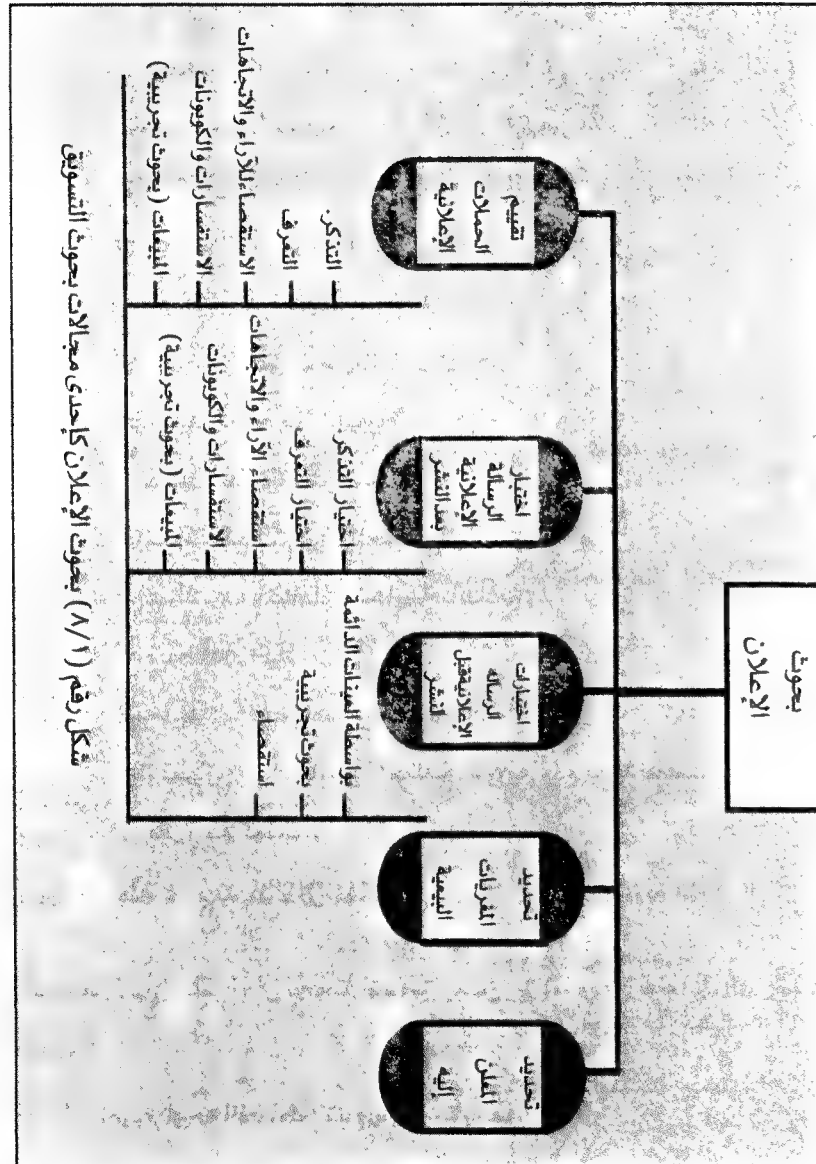 بحوث
الإعلان
تحديد
المعلن
إليه
تحديد
المغريات
البيعية
اختبارات
الرسالة
الإعلانية قبل
النشر
بواسطة العينات الدائمة
بحوث تجريبية
استقصاء
اختبار
الرسالة
الإعلانية
بعد النشر
اختبار التذكر.
اختبار التعرف
استقصاء الآراء والاتجاهات
الاستفسارات والكوبونات
المبيعات (بحوث تجريبية)
تقييم
الحملات
الإعلانية
التذكر.
التعرف
الاستقصاء للآراء والاتجاهات
الاستفسارات والكوبونات
المبيعات (بحوث تجريبية)
شكل رقم (٨/١) بحوث الإعلان كإحدى مجالات بحوث التسويق